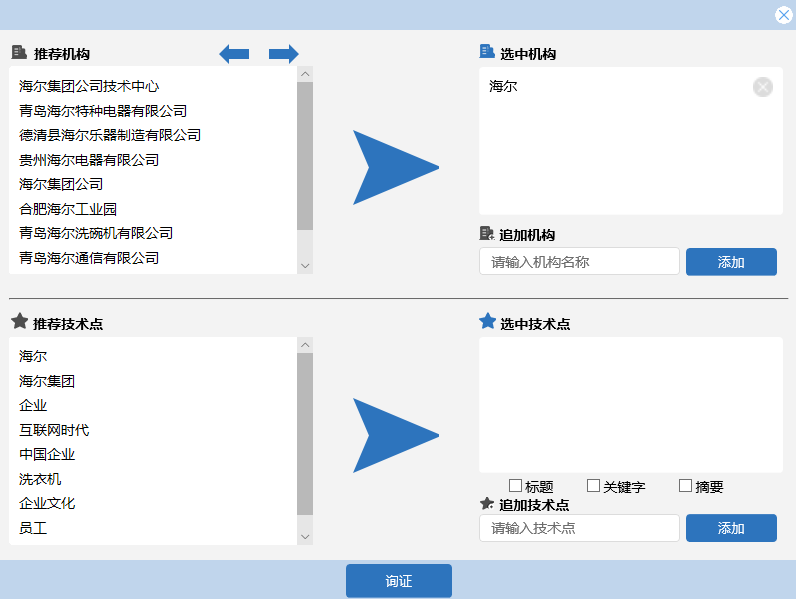 推荐机构
海尔集团公司技术中心
青岛海尔特种电器有限公司
德清县海尔乐器制造有限公司
贵州海尔电器有限公司
海尔集团公司
合肥海尔工业园
青岛海尔洗碗机有限公司
青岛海尔通信有限公司
选中机构
海尔
追加机构
请输入机构名称
添加
推荐技术点
海尔
海尔集团
企业
互联网时代
中国企业
洗衣机
企业文化
员工
选中技术点
标题 关键字 摘要
追加技术点
请输入技术点
添加
询证